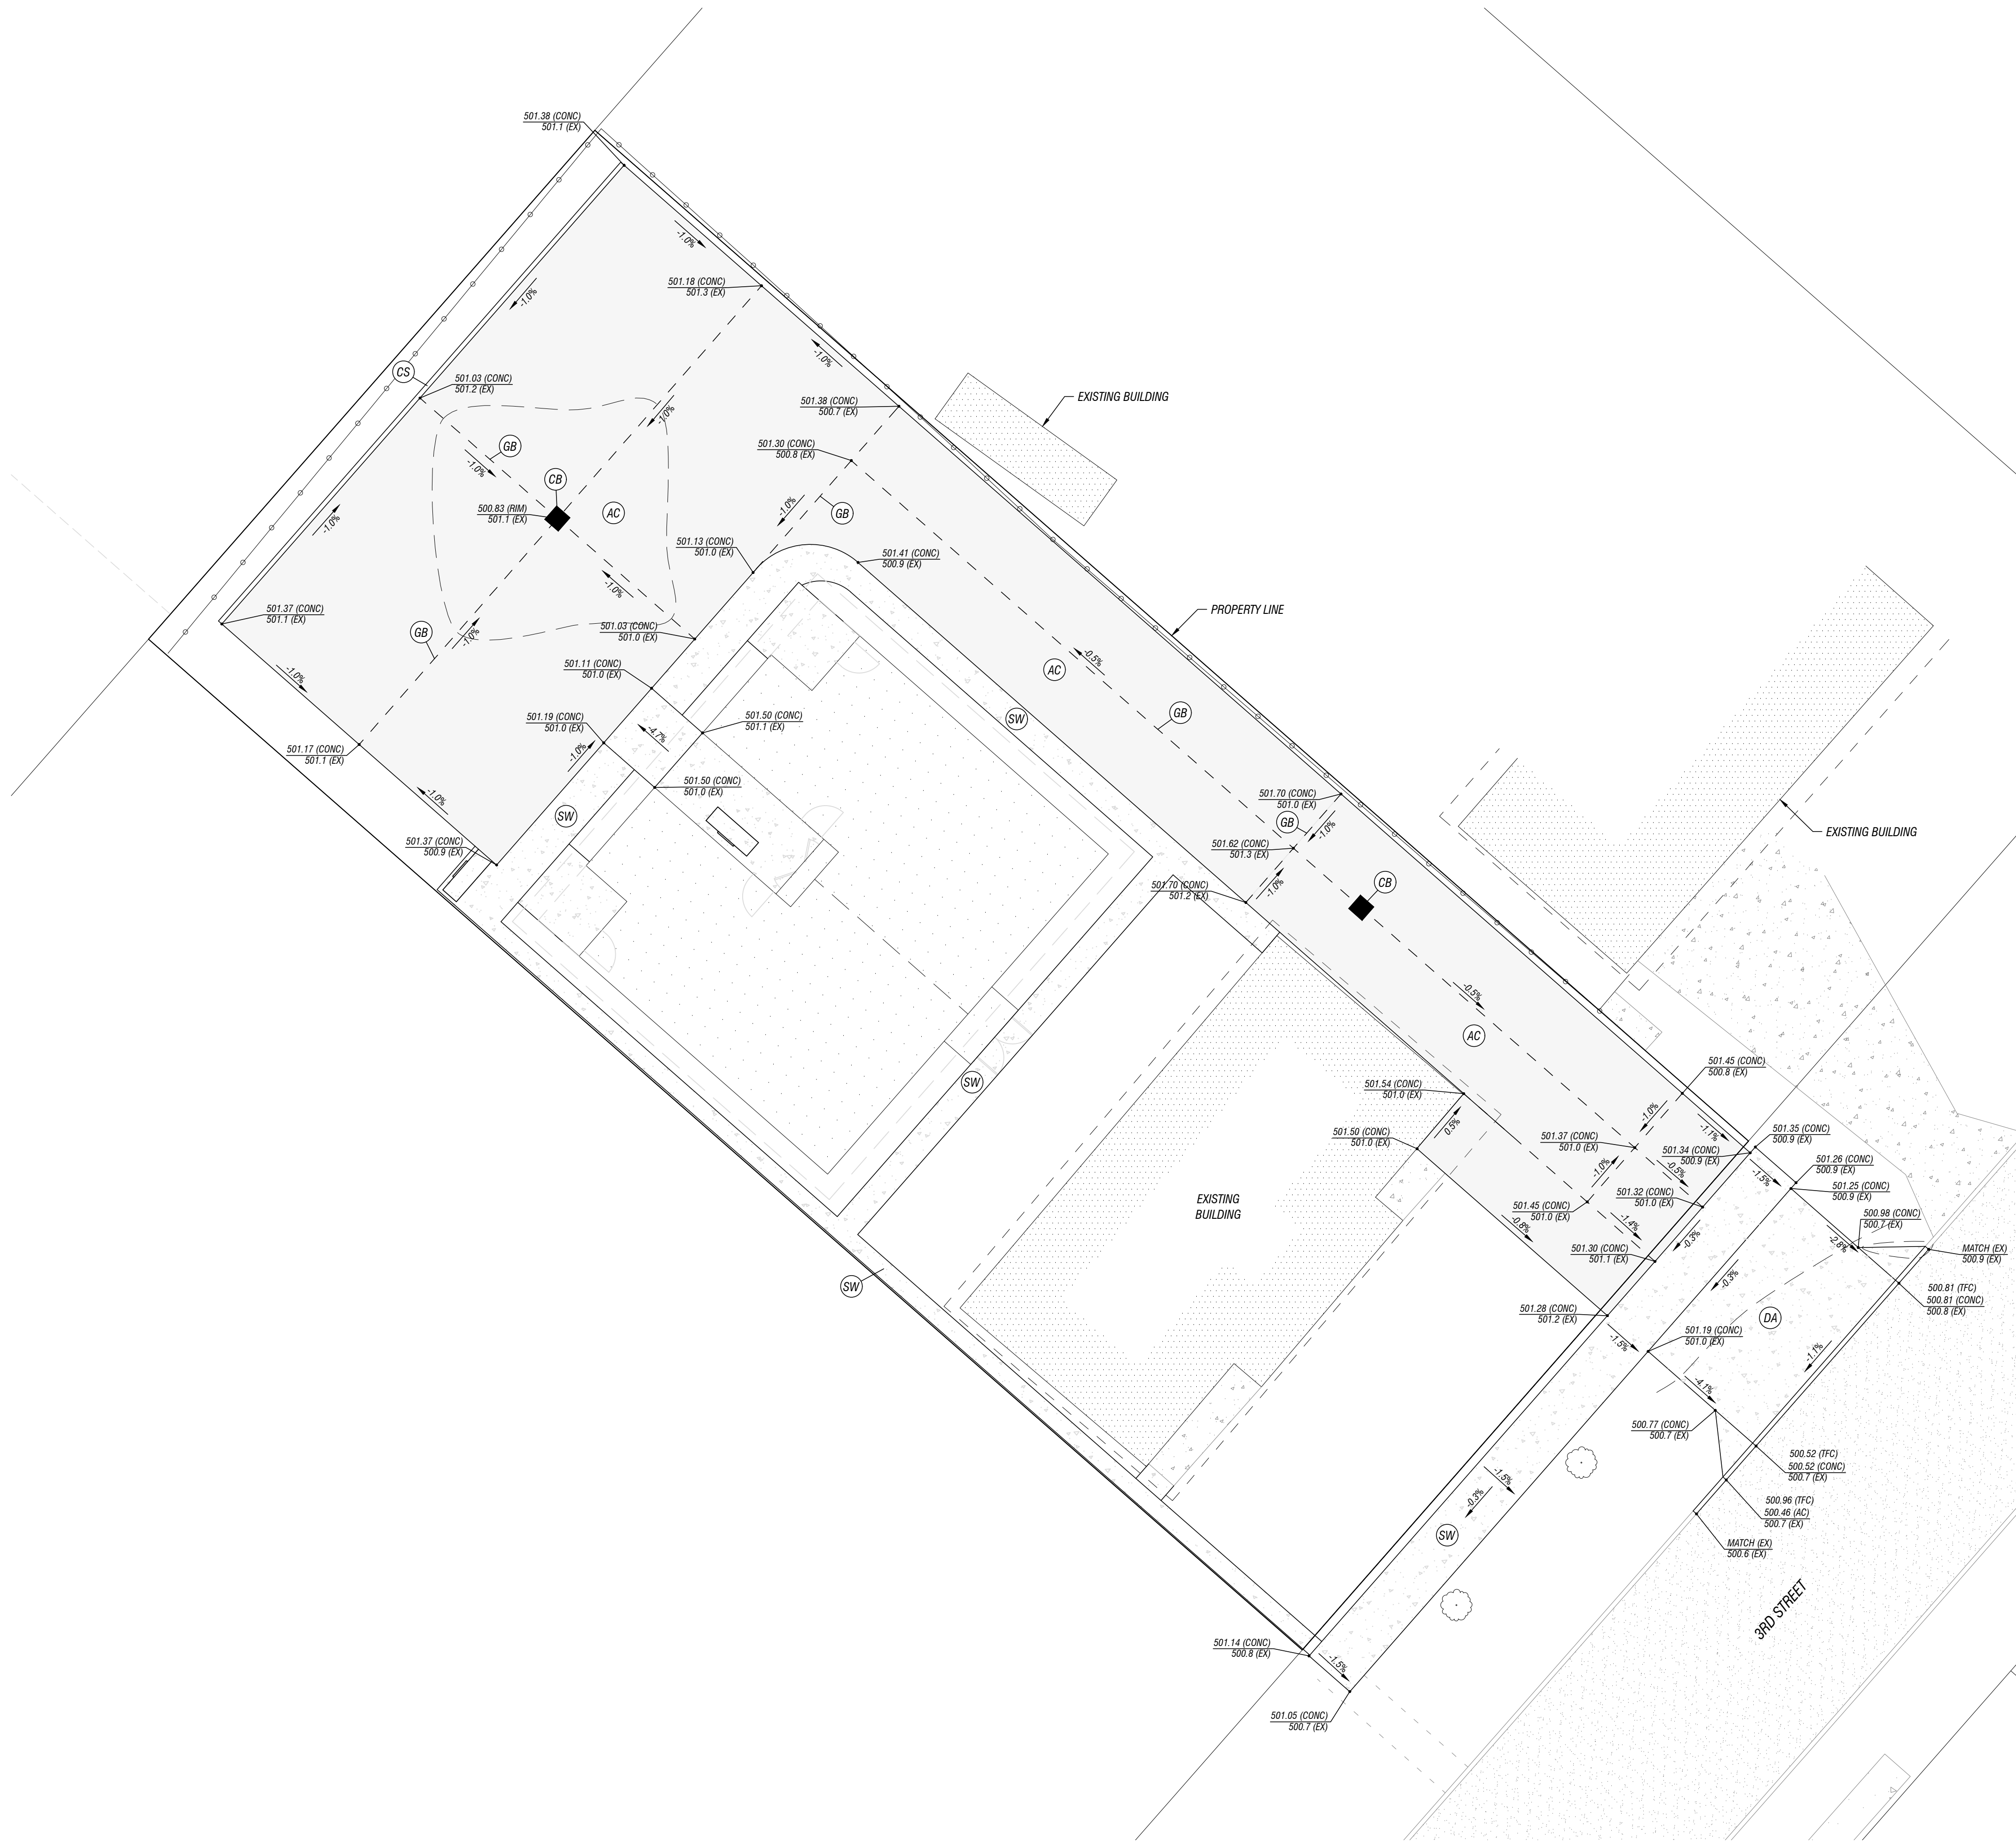 501.38 (CONC)
501.1 (EX)
-1.0%
501.18 (CONC)
501.3 (EX)
-1.0%
-1.0%
CS
501.03 (CONC)
501.2 (EX)
EXISTING BUILDING
501.38 (CONC)
500.7 (EX)
-1.0%
GB
501.30 (CONC)
500.8 (EX)
-1.0%
CB
500.83 (RIM)
501.1 (EX)
AC
-1.0%
GB
-1.0%
501.13 (CONC)
501.0 (EX)
501.41 (CONC)
500.9 (EX)
-1.0%
501.37 (CONC)
501.1 (EX)
PROPERTY LINE
GB
-1.0%
501.03 (CONC)
501.0 (EX)
-1.0%
501.11 (CONC)
501.0 (EX)
-0.5%
AC
501.19 (CONC)
501.0 (EX)
501.50 (CONC)
501.1 (EX)
-4.7%
SW
GB
501.17 (CONC)
501.1 (EX)
-1.0%
501.50 (CONC)
501.0 (EX)
-1.0%
501.70 (CONC)
501.0 (EX)
SW
GB
-1.0%
EXISTING BUILDING
501.37 (CONC)
500.9 (EX)
501.62 (CONC)
501.3 (EX)
501.70 (CONC)
501.2 (EX)
-1.0%
CB
-0.5%
AC
501.45 (CONC)
500.8 (EX)
SW
501.54 (CONC)
501.0 (EX)
-1.0%
-1.1%
501.50 (CONC)
501.0 (EX)
0.5%
501.37 (CONC)
501.0 (EX)
501.35 (CONC)
500.9 (EX)
501.34 (CONC)
500.9 (EX)
501.26 (CONC)
500.9 (EX)
-1.0%
-0.5%
-1.5%
501.25 (CONC)
500.9 (EX)
EXISTING
BUILDING
501.32 (CONC)
501.0 (EX)
501.45 (CONC)
501.0 (EX)
500.98 (CONC)
500.7 (EX)
-0.8%
-1.4%
-0.3%
-2.8%
501.30 (CONC)
501.1 (EX)
MATCH (EX)
500.9 (EX)
-0.3%
SW
500.81 (TFC)
500.81 (CONC)
500.8 (EX)
501.28 (CONC)
501.2 (EX)
DA
-1.5%
501.19 (CONC)
501.0 (EX)
-1.1%
-4.1%
500.77 (CONC)
500.7 (EX)
500.52 (TFC)
500.52 (CONC)
500.7 (EX)
-1.5%
-0.3%
500.96 (TFC)
500.46 (AC)
500.7 (EX)
SW
MATCH (EX)
500.6 (EX)
3RD STREET
501.14 (CONC)
500.8 (EX)
-1.5%
501.05 (CONC)
500.7 (EX)